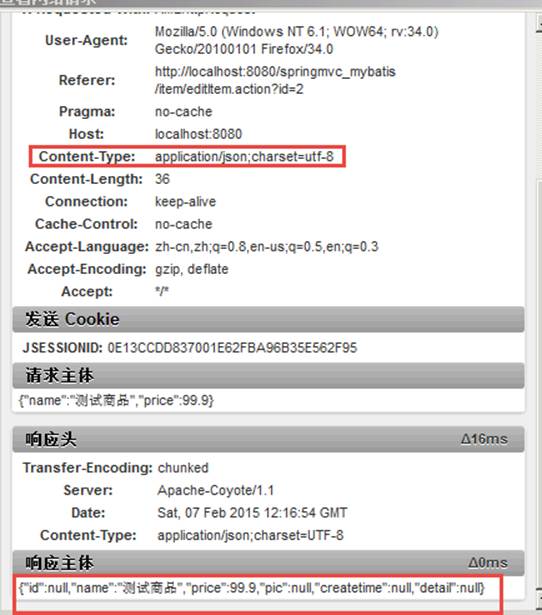 User-Agent: Mozilla/5.0 (Windows NT 6.1; WOW64; rv:34.0)
Gecko/20100101 Firefox/34.0
Referer: http://localhost:8080/springmvc_mybatis
/item/editItem.action?id=2
Pragma: no-cache
Host: localhost:8080
Content-Type: application/json;charset=utf-8
Content-Length: 36
Connection: keep-alive
Cache-Control: no-cache
Accept-Language: zh-cn,zh;q=0.8,en-us;q=0.5,en;q=0.3
Accept-Encoding: gzip, deflate
Accept: */*
发送 Cookie
JSESSIONID: 0E13CCDD837001E62FBA96B35E562F95
请求主体
{"name":"测试商品","price":99.9}
响应头 Δ16ms
Transfer-Encoding: chunked
Server: Apache-Coyote/1.1
Date: Sat, 07 Feb 2015 12:16:54 GMT
Content-Type: application/json;charset=UTF-8
响应主体 Δ0ms
{"id":null,"name":"测试商品","price":99.9,"pic":null,"createtime":null,"detail":null}